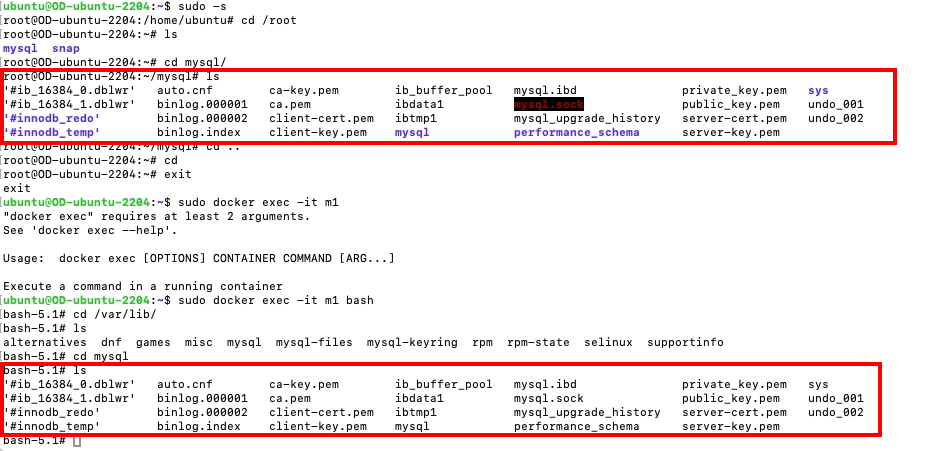 [ubuntu@OD-ubuntu-2204:~$ sudo -s
[root@OD-ubuntu-2204:/home/ubuntu# cd /root
[root@OD-ubuntu-2204:~# ls
mysql  snap
[root@OD-ubuntu-2204:~# cd mysql/
[root@OD-ubuntu-2204:~/mysql# ls
'#ib_16384_0.dblwr'   auto.cnf        ca-key.pem        ib_buffer_pool   mysql.ibd               private_key.pem   sys
'#ib_16384_1.dblwr'   binlog.000001   ca.pem            ibdata1          mysql.sock              public_key.pem    undo_001
'#innodb_redo'        binlog.000002   client-cert.pem   ibtmp1           mysql_upgrade_history   server-cert.pem   undo_002
'#innodb_temp'        binlog.index    client-key.pem    mysql            performance_schema      server-key.pem
[root@OD-ubuntu-2204:~/mysql# cd ..
[root@OD-ubuntu-2204:~# cd
[root@OD-ubuntu-2204:~# exit
exit
[ubuntu@OD-ubuntu-2204:~$ sudo docker exec -it m1
"docker exec" requires at least 2 arguments.
See 'docker exec --help'.
Usage:  docker exec [OPTIONS] CONTAINER COMMAND [ARG...]
Execute a command in a running container
[ubuntu@OD-ubuntu-2204:~$ sudo docker exec -it m1 bash
[bash-5.1# cd /var/lib/
[bash-5.1# ls
alternatives  dnf  games  misc  mysql  mysql-files  mysql-keyring  rpm  rpm-state  selinux  supportinfo
[bash-5.1# cd mysql
[bash-5.1# ls
'#ib_16384_0.dblwr'   auto.cnf        ca-key.pem        ib_buffer_pool   mysql.ibd               private_key.pem   sys
'#ib_16384_1.dblwr'   binlog.000001   ca.pem            ibdata1          mysql.sock              public_key.pem    undo_001
'#innodb_redo'        binlog.000002   client-cert.pem   ibtmp1           mysql_upgrade_history   server-cert.pem   undo_002
'#innodb_temp'        binlog.index    client-key.pem    mysql            performance_schema      server-key.pem
bash-5.1#